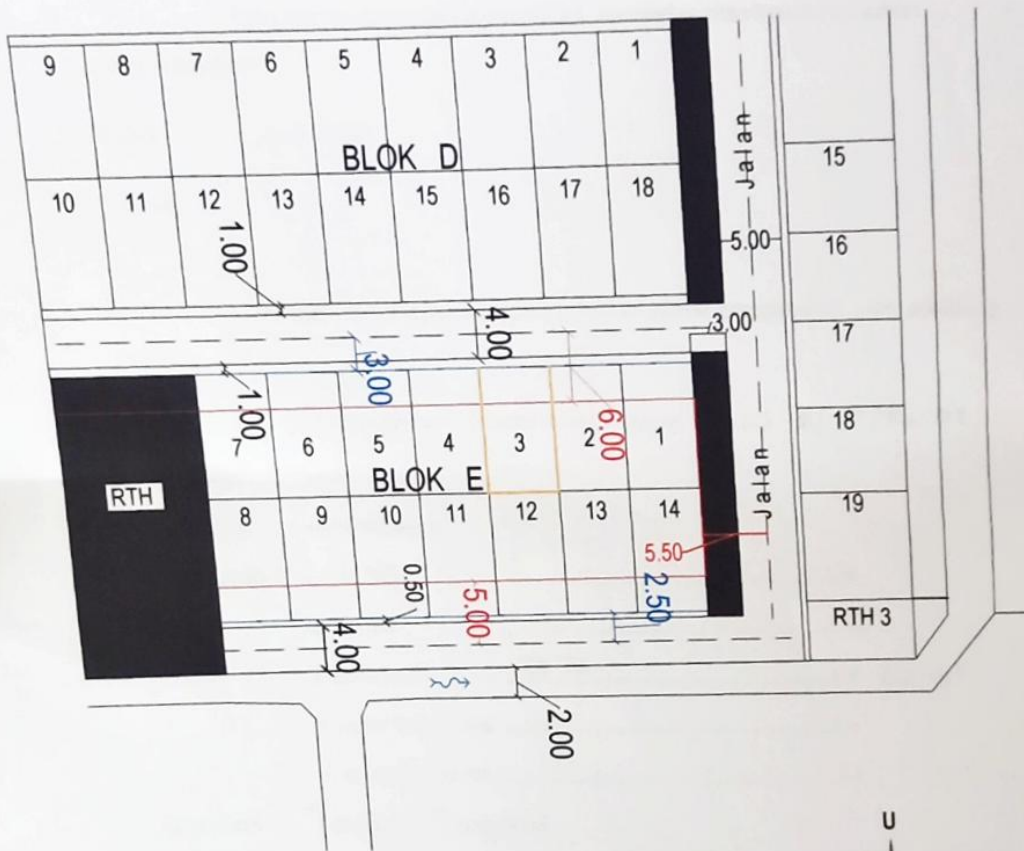 9 8 7 6 5 4 3 2 1
BLOK D
10 11 12 13 14 15 16 17 18
1.00
4.00
3.00
3.00
1.00
7 6 5 4 3 2 1
6.00
BLOK E
RTH
8 9 10 11 12 13 14
5.50
0.50
5.00
2.50
4.00
2.00
Jalan
5.00
Jalan
15
16
17
18
19
RTH 3
U